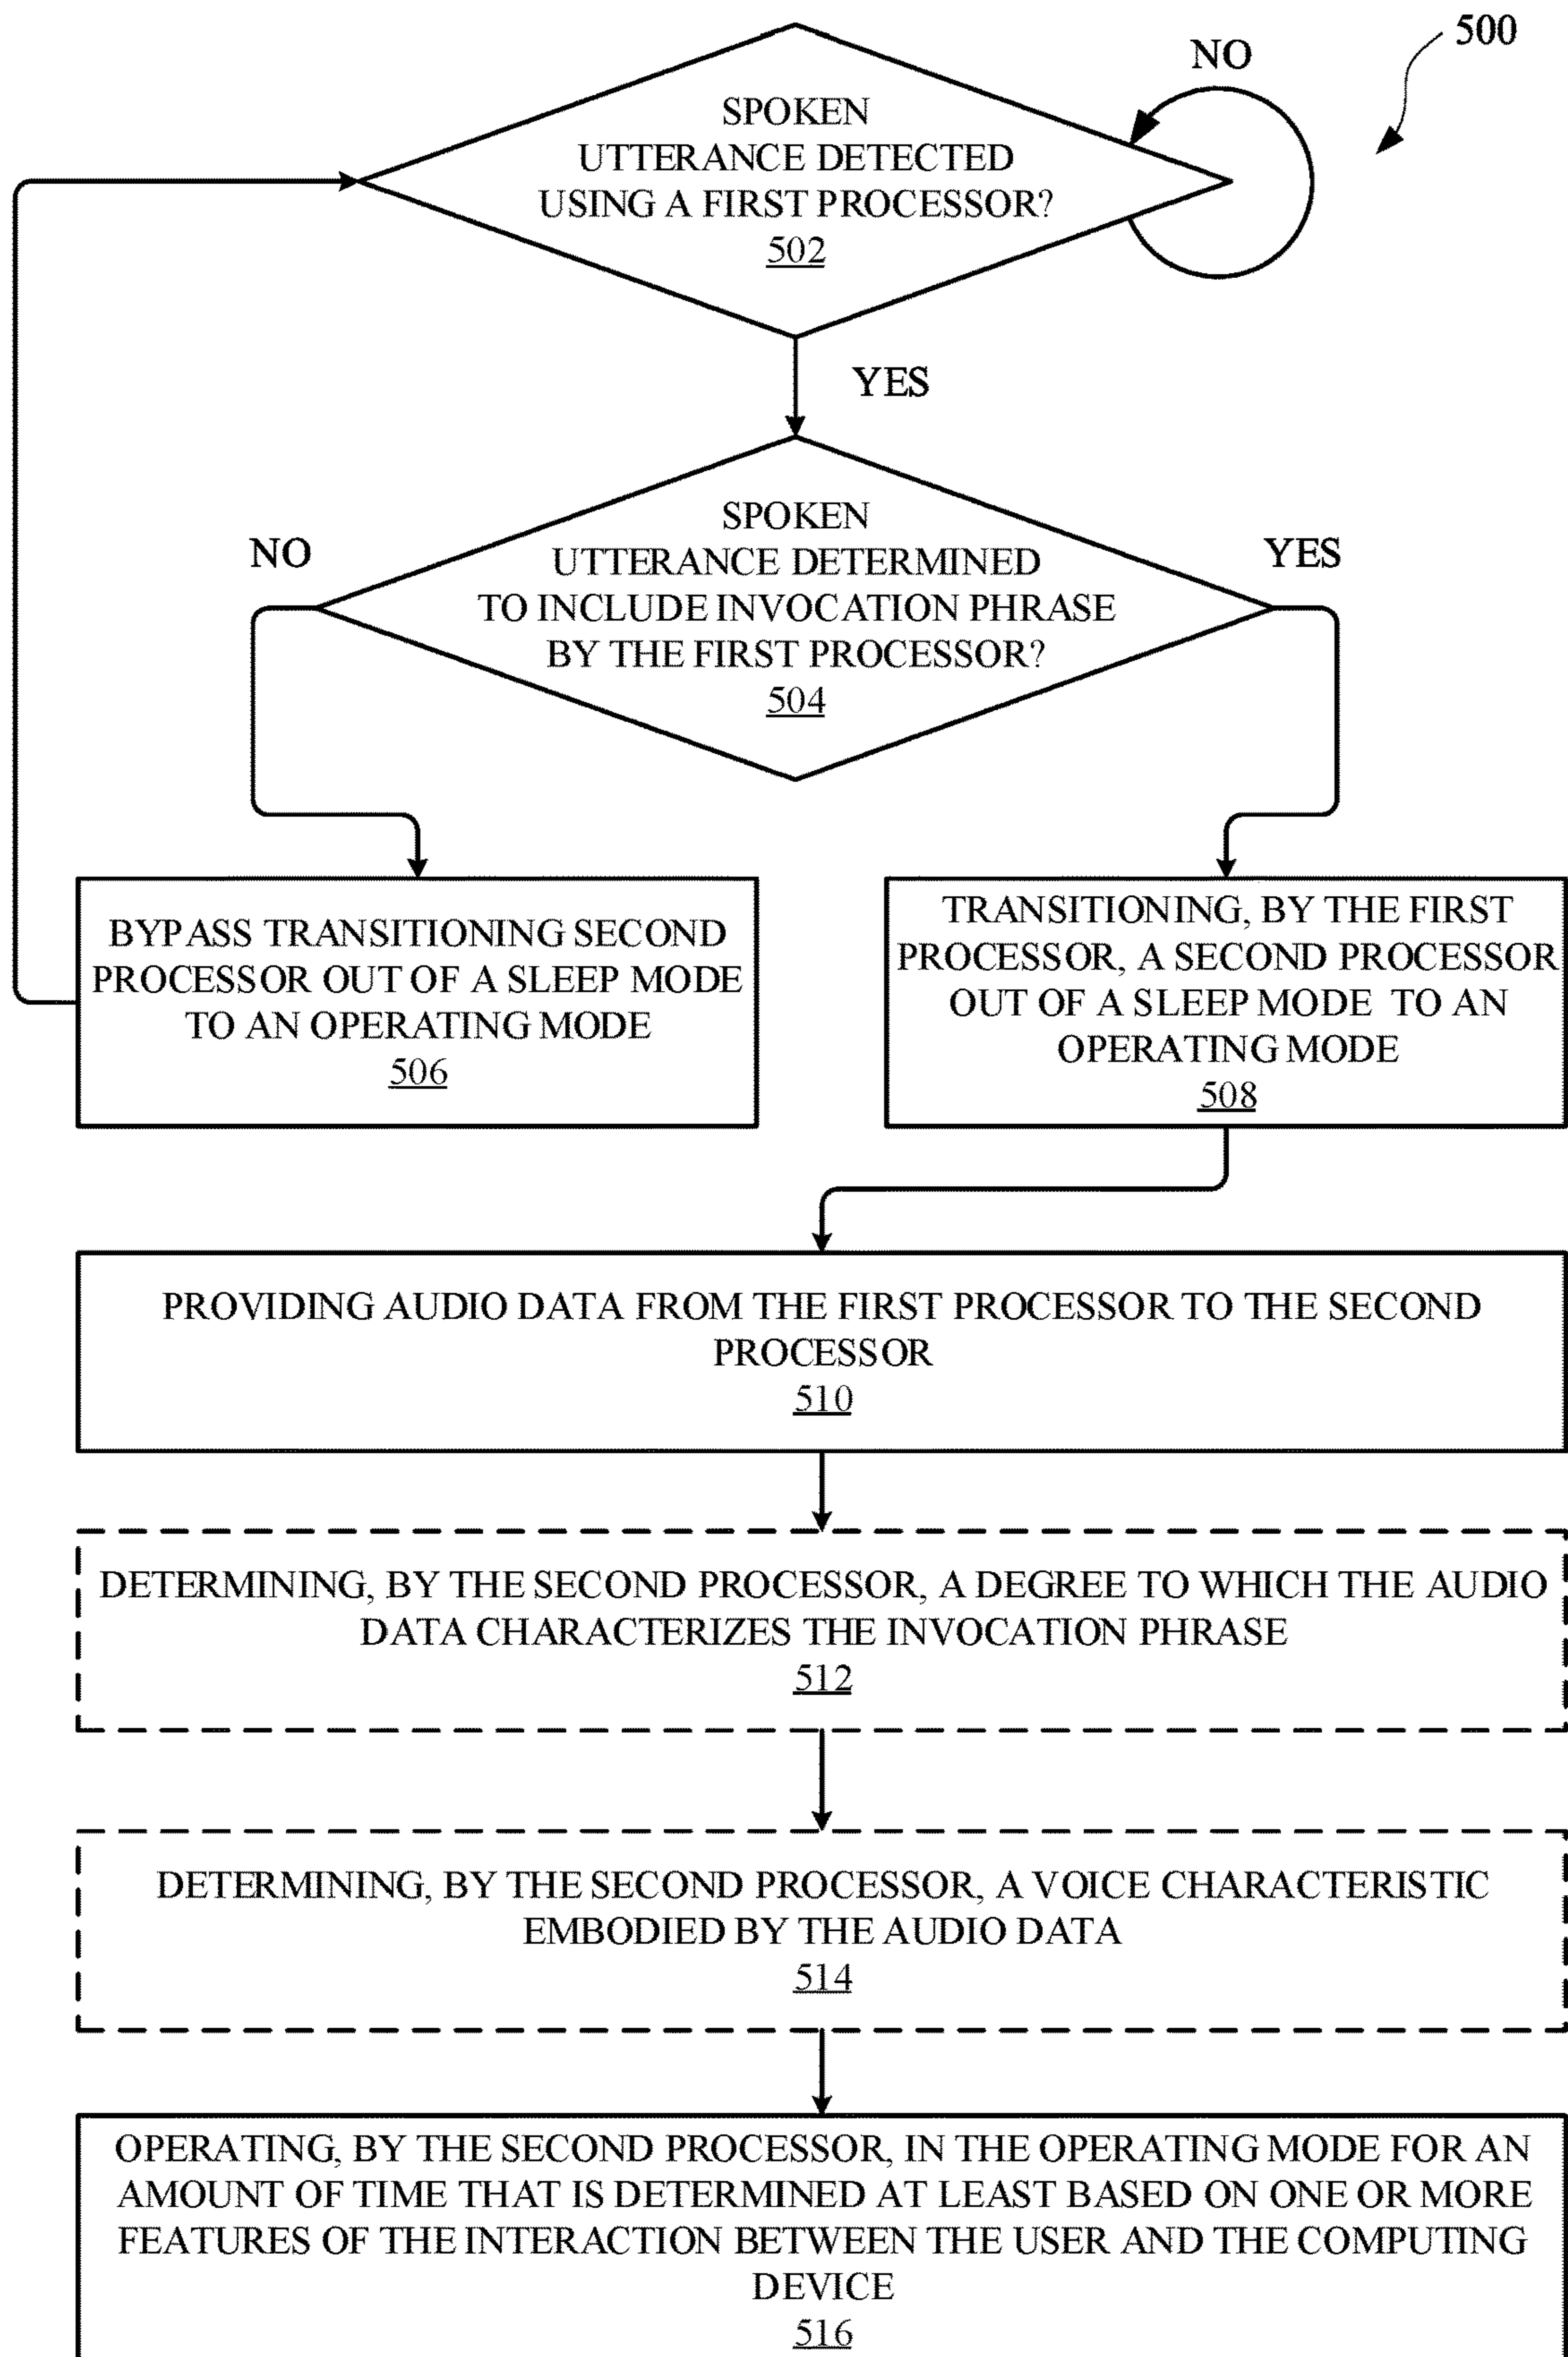 500
NO
SPOKEN
UTTERANCE DETECTED
USING A FIRST PROCESSOR?
502
YES
SPOKEN
UTTERANCE DETERMINED
TO INCLUDE INVOCATION PHRASE
BY THE FIRST PROCESSOR?
504
NO
YES
BYPASS TRANSITIONING SECOND
PROCESSOR OUT OF A SLEEP MODE
TO AN OPERATING MODE
506
TRANSITIONING, BY THE FIRST
PROCESSOR, A SECOND PROCESSOR
OUT OF A SLEEP MODE TO AN
OPERATING MODE
508
PROVIDING AUDIO DATA FROM THE FIRST PROCESSOR TO THE SECOND
PROCESSOR
510
DETERMINING, BY THE SECOND PROCESSOR, A DEGREE TO WHICH THE AUDIO
DATA CHARACTERIZES THE INVOCATION PHRASE
512
DETERMINING, BY THE SECOND PROCESSOR, A VOICE CHARACTERISTIC
EMBODIED BY THE AUDIO DATA
514
OPERATING, BY THE SECOND PROCESSOR, IN THE OPERATING MODE FOR AN
AMOUNT OF TIME THAT IS DETERMINED AT LEAST BASED ON ONE OR MORE
FEATURES OF THE INTERACTION BETWEEN THE USER AND THE COMPUTING
DEVICE
516